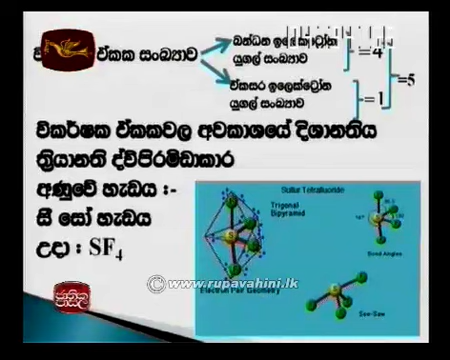 ඒකක සංඛ්‍යාව
බන්ධන ඉලෙක්ට්‍රෝන
යුගල් සංඛ්‍යාව
= 4
=5
ඒකසර ඉලෙක්ට්‍රෝන
යුගල් සංඛ්‍යාව
= 1
විකර්ෂක ඒකකවල අවකාශයේ දිශානතිය
ත්‍රියානති ද්විපිරමිඩාකාර
අණුවේ හැඩය :-
සී සෝ හැඩය
උදා : SF4
Sulfur Tetrafluoride
Trigonal
Bipyramid
S
Bond Angles
Electron Pair Geometry
See-Saw
© www.rupavahini.lk